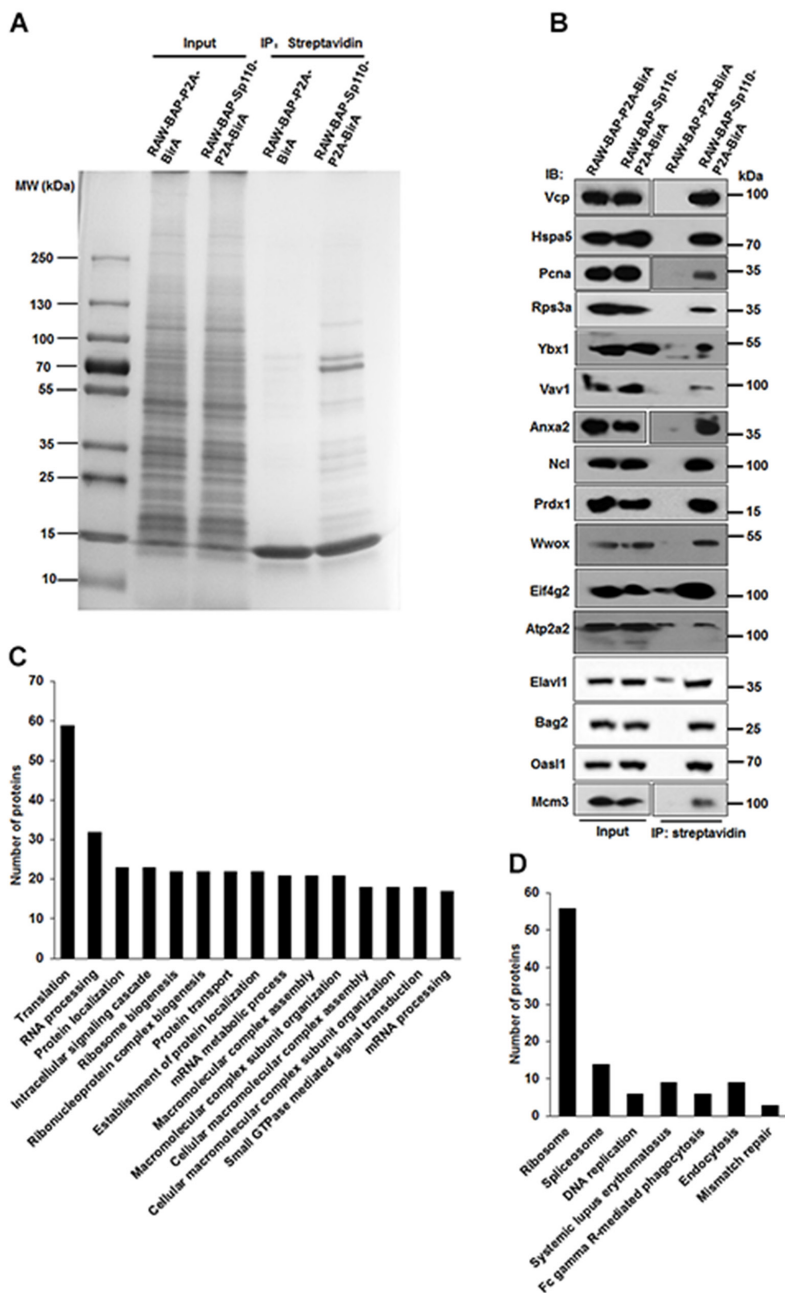 A
Input
IP: Streptavidin
RAW-BAP-P2A-
BirA
RAW-BAP-Sp110-
P2A-BirA
RAW-BAP-P2A-
BirA
RAW-BAP-Sp110-
P2A-BirA
MW (kDa)
250
130
100
70
55
35
25
15
10
B
RAW-BAP-P2A-BirA
RAW-BAP-Sp110-
P2A-BirA
RAW-BAP-P2A-BirA
RAW-BAP-Sp110-
P2A-BirA
IB:
kDa
Vcp
100
Hspa5
70
Pcna
35
Rps3a
35
Ybx1
55
Vav1
100
Anxa2
35
Ncl
100
Prdx1
15
Wwox
55
Eif4g2
100
Atp2a2
100
Elavl1
35
Bag2
25
Oasl1
70
Mcm3
100
Input
IP: streptavidin
C
Number of proteins
70
60
50
40
30
20
10
0
Translation
RNA processing
Protein localization
Intracellular signaling cascade
Ribosome biogenesis
Ribonucleoprotein complex biogenesis
Protein transport
Establishment of protein localization
mRNA metabolic process
Macromolecular complex assembly
Macromolecular complex subunit organization
Cellular macromolecular complex assembly
Cellular macromolecular complex subunit organization
Small GTPase mediated signal transduction
mRNA processing
D
Number of proteins
60
50
40
30
20
10
0
Ribosome
Spliceosome
DNA replication
Systemic lupus erythematosus
Fc gamma R-mediated phagocytosis
Endocytosis
Mismatch repair